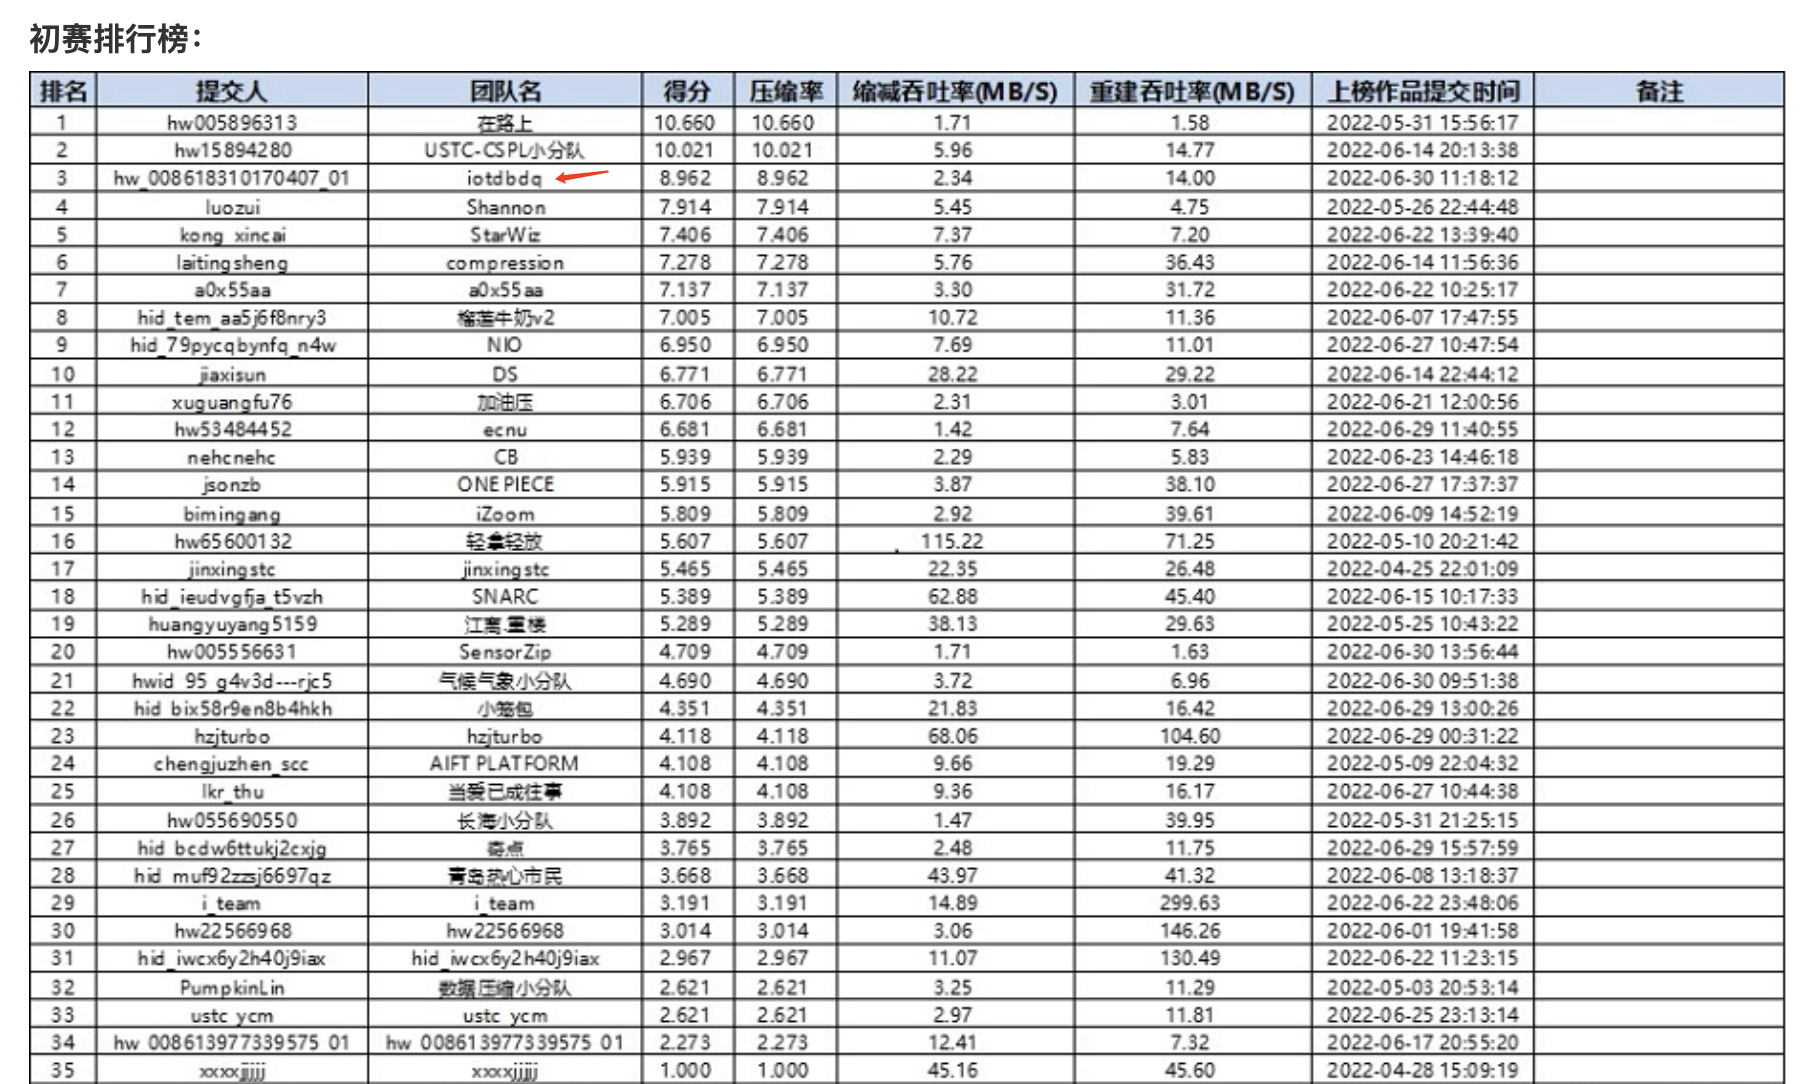 初赛排行榜：
排名 提交人 团队名 得分 压缩率 缩减吞吐率(MB/S) 重建吞吐率(MB/S) 上榜作品提交时间 备注
1 hw005896313 在路上 10.660 10.660 1.71 1.58 2022-05-31 15:56:17
2 hw15894280 USTC-CSPL小分队 10.021 10.021 5.96 14.77 2022-06-14 20:13:38
3 hw_008618310170407_01 iotdbdq 8.962 8.962 2.34 14.00 2022-06-30 11:18:12
4 luozui Shannon 7.914 7.914 5.45 4.75 2022-05-26 22:44:48
5 kong_xincai StarWiz 7.406 7.406 7.37 7.20 2022-06-22 13:39:40
6 laitingsheng compression 7.278 7.278 5.76 36.43 2022-06-14 11:56:36
7 a0x55aa a0x55aa 7.137 7.137 3.30 31.72 2022-06-22 10:25:17
8 hid_tem_aa5j6f8nry3 榴莲牛奶v2 7.005 7.005 10.72 11.36 2022-06-07 17:47:55
9 hid_79pycqbynfq_n4w NIO 6.950 6.950 7.69 11.01 2022-06-27 10:47:54
10 jiaxisun DS 6.771 6.771 28.22 29.22 2022-06-14 22:44:12
11 xuguangfu76 加油压 6.706 6.706 2.31 3.01 2022-06-21 12:00:56
12 hw53484452 ecnu 6.681 6.681 1.42 7.64 2022-06-29 11:40:55
13 nehcnehc CB 5.939 5.939 2.29 5.83 2022-06-23 14:46:18
14 jsonzb ONE PIECE 5.915 5.915 3.87 38.10 2022-06-27 17:37:37
15 bimingang iZoom 5.809 5.809 2.92 39.61 2022-06-09 14:52:19
16 hw65600132 轻拿轻放 5.607 5.607 115.22 71.25 2022-05-10 20:21:42
17 jinxingstc jinxingstc 5.465 5.465 22.35 26.48 2022-04-25 22:01:09
18 hid_ieudvgfja_t5vzh SNARC 5.389 5.389 62.88 45.40 2022-06-15 10:17:33
19 huangyuyang5159 江离.重楼 5.289 5.289 38.13 29.63 2022-05-25 10:43:22
20 hw005556631 SensorZip 4.709 4.709 1.71 1.63 2022-06-30 13:56:44
21 hwid_95_g4v3d---rjc5 气候气象小分队 4.690 4.690 3.72 6.96 2022-06-30 09:51:38
22 hid_bix58r9en8b4hkh 小笼包 4.351 4.351 21.83 16.42 2022-06-29 13:00:26
23 hzjturbo hzjturbo 4.118 4.118 68.06 104.60 2022-06-29 00:31:22
24 chengjuzhen_scc AIFT PLATFORM 4.108 4.108 9.66 19.29 2022-05-09 22:04:32
25 lkr_thu 当爱已成往事 4.108 4.108 9.36 16.17 2022-06-27 10:44:38
26 hw055690550 长海小分队 3.892 3.892 1.47 39.95 2022-05-31 21:25:15
27 hid_bcdw6ttukj2cxjg 3.765 3.765 2.48 11.75 2022-06-29 15:57:59
28 hid_muf92zzsj6697qz 青岛热心市民 3.668 3.668 43.97 41.32 2022-06-08 13:18:37
29 i_team i_team 3.191 3.191 14.89 299.63 2022-06-22 23:48:06
30 hw22566968 hw22566968 3.014 3.014 3.06 146.26 2022-06-01 19:41:58
31 hid_iwcx6y2h40j9iax hid_iwcx6y2h40j9iax 2.967 2.967 11.07 130.49 2022-06-22 11:23:15
32 PumpkinLin 数据压缩小分队 2.621 2.621 3.25 11.29 2022-05-03 20:53:14
33 ustc_ycm ustc_ycm 2.621 2.621 2.97 11.81 2022-06-25 23:13:14
34 hw_008613977339575_01 hw_008613977339575_01 2.273 2.273 12.41 7.32 2022-06-17 20:55:20
35 xxxxjjjjj xxxxjjjjj 1.000 1.000 45.16 45.60 2022-04-28 15:09:19